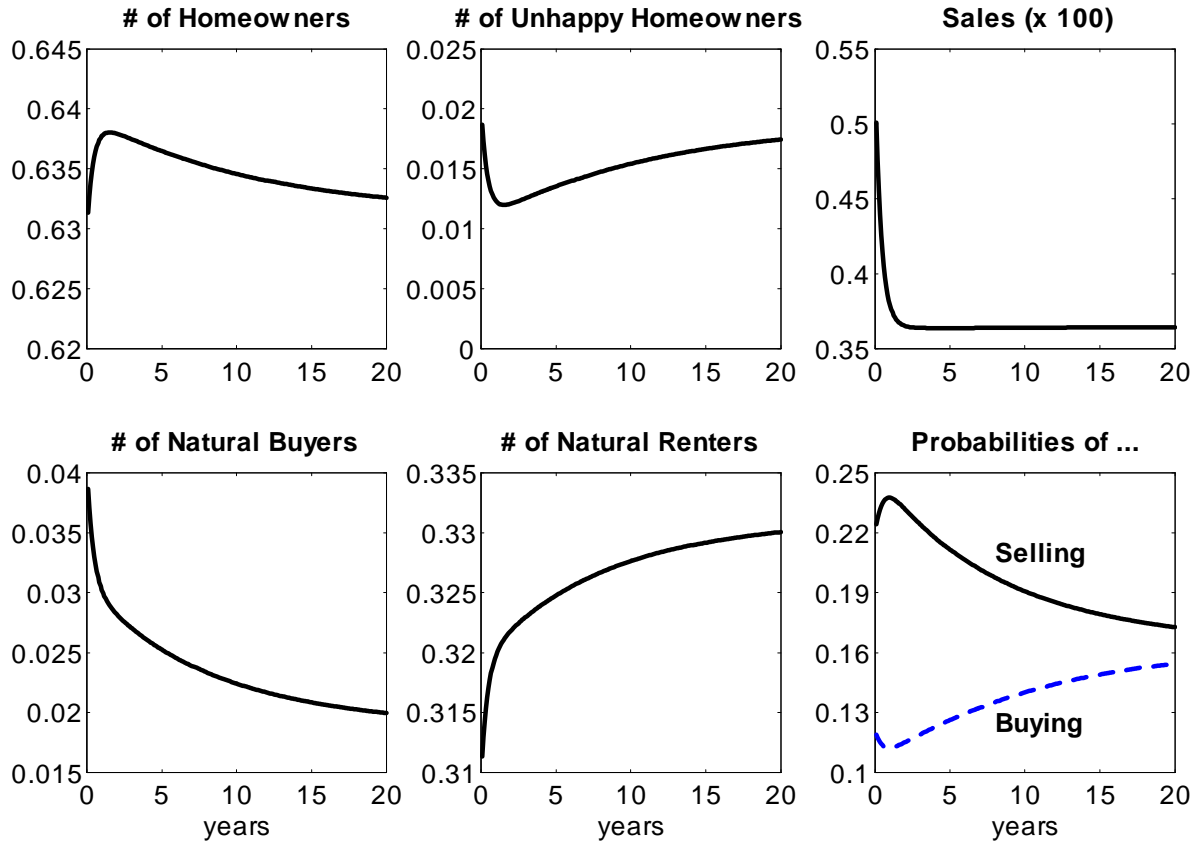 # of Homeowners
0.645
0.64
0.635
0.63
0.625
0.62
0 5 10 15 20
# of Unhappy Homeowners
0.025
0.02
0.015
0.01
0.005
0
0 5 10 15 20
Sales (x 100)
0.55
0.5
0.45
0.4
0.35
0 5 10 15 20
# of Natural Buyers
0.04
0.035
0.03
0.025
0.02
0.015
0 5 10 15 20
years
# of Natural Renters
0.335
0.33
0.325
0.32
0.315
0.31
0 5 10 15 20
years
Probabilities of ...
0.25
0.22
0.19
0.16
0.13
0.1
Selling
Buying
0 5 10 15 20
years